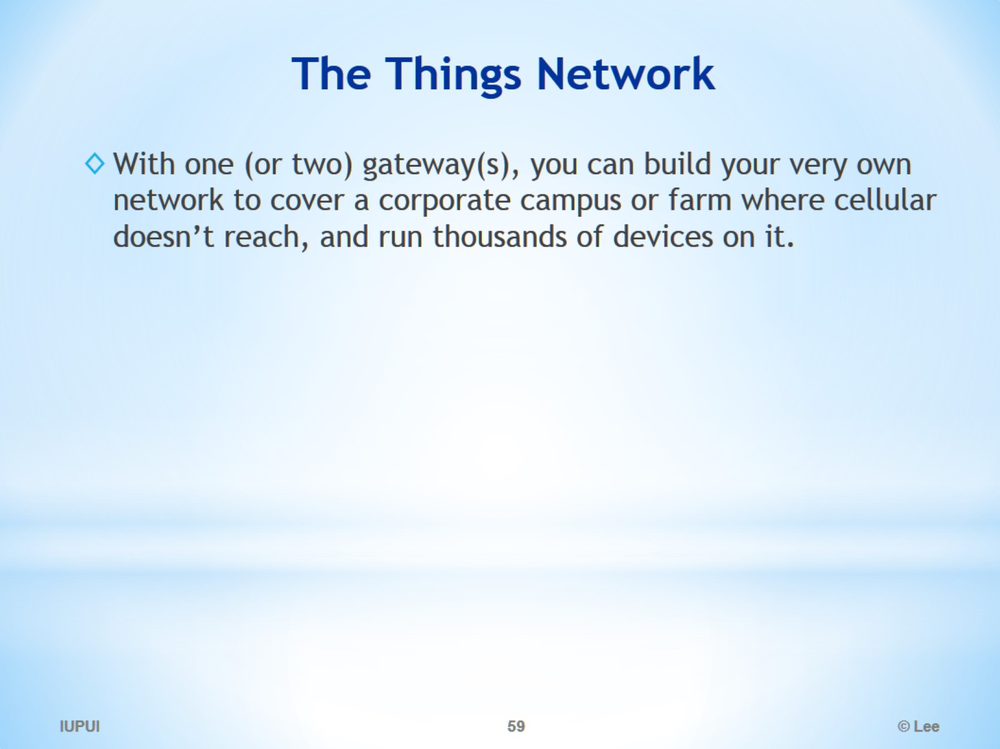 The Things Network
◇ With one (or two) gateway(s), you can build your very own
network to cover a corporate campus or farm where cellular
doesn’t reach, and run thousands of devices on it.
IUPUI
59
© Lee